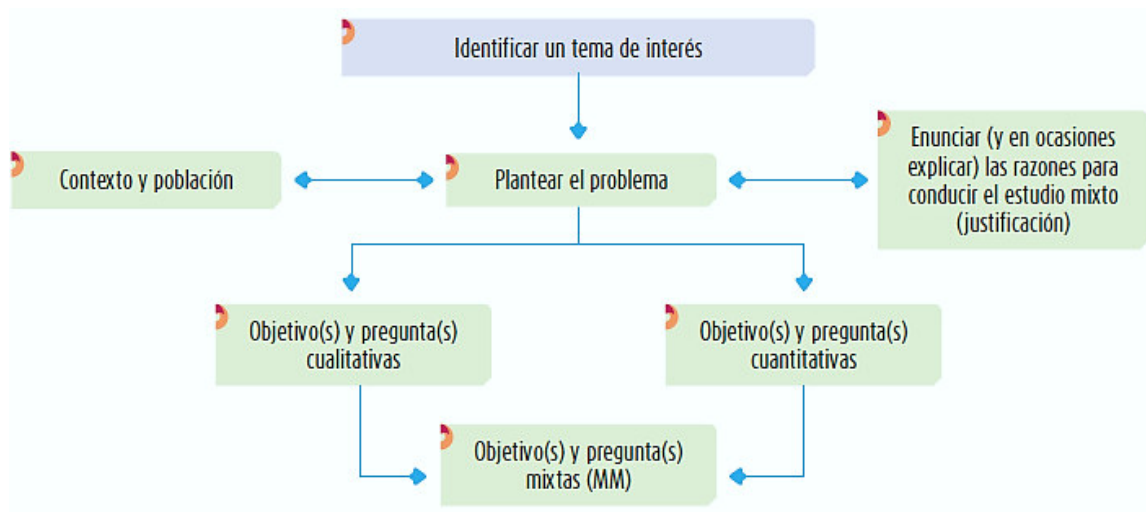 Identificar un tema de interés
Contexto y población
Plantear el problema
Enunciar (y en ocasiones
explicar) las razones para
conducir el estudio mixto
(justificación)
Objetivo(s) y pregunta(s)
cualitativas
Objetivo(s) y pregunta(s)
cuantitativas
Objetivo(s) y pregunta(s)
mixtas (MM)